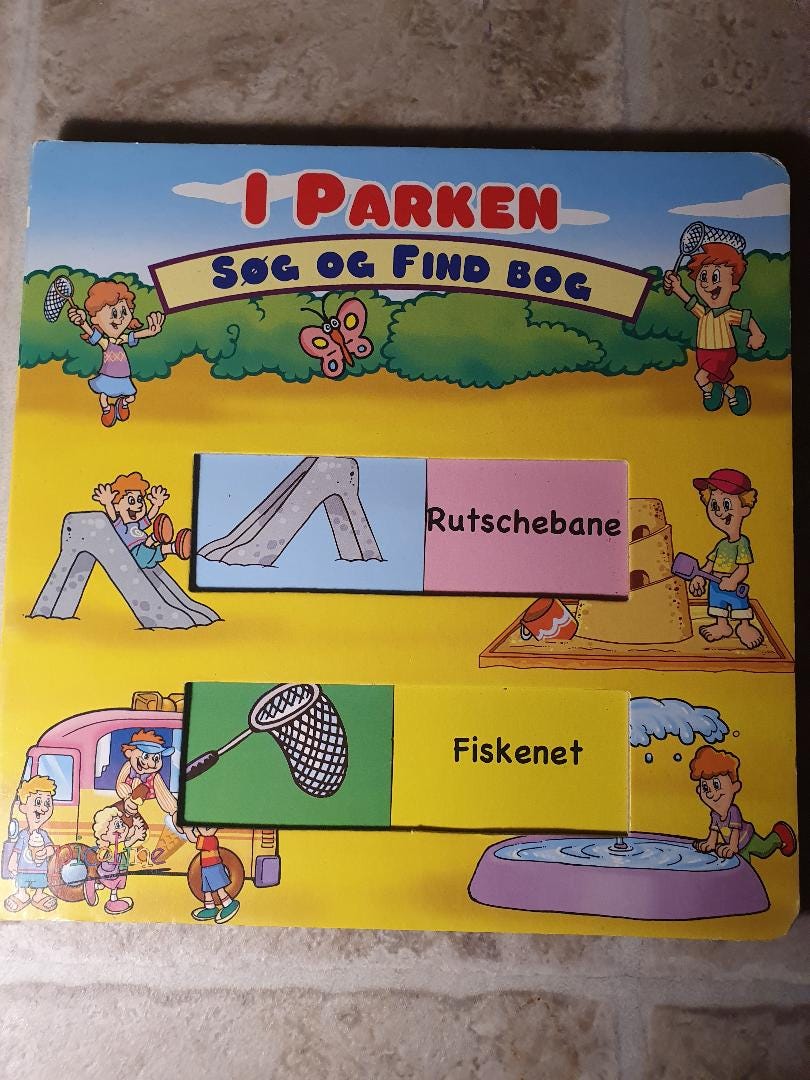 I PARKEN
SØG OG FIND BOG
Rutschebane
Fiskenet